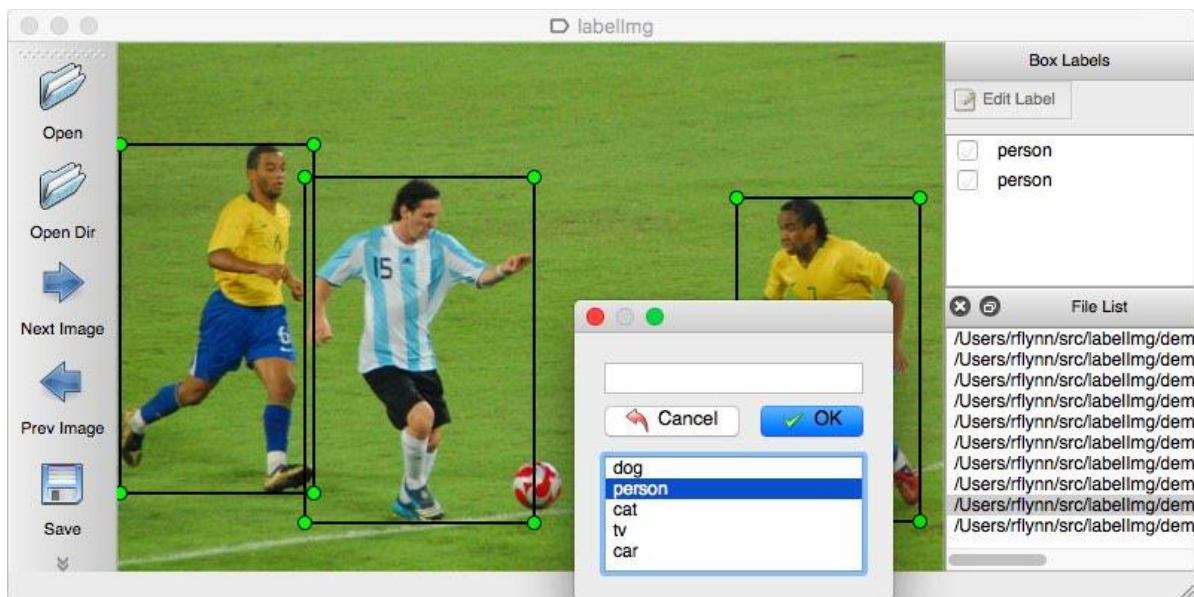 labelImg
Open
Open Dir
Next Image
Prev Image
Save
6
6
15
7
Cancel
OK
dog
person
cat
tv
car
Box Labels
Edit Label
person
person
File List
/Users/rflynn/src/labelImg/dem
/Users/rflynn/src/labelImg/dem
/Users/rflynn/src/labelImg/dem
/Users/rflynn/src/labelImg/dem
/Users/rflynn/src/labelImg/dem
/Users/rflynn/src/labelImg/dem
/Users/rflynn/src/labelImg/dem
/Users/rflynn/src/labelImg/dem
/Users/rflynn/src/labelImg/dem
/Users/rflynn/src/labelImg/dem